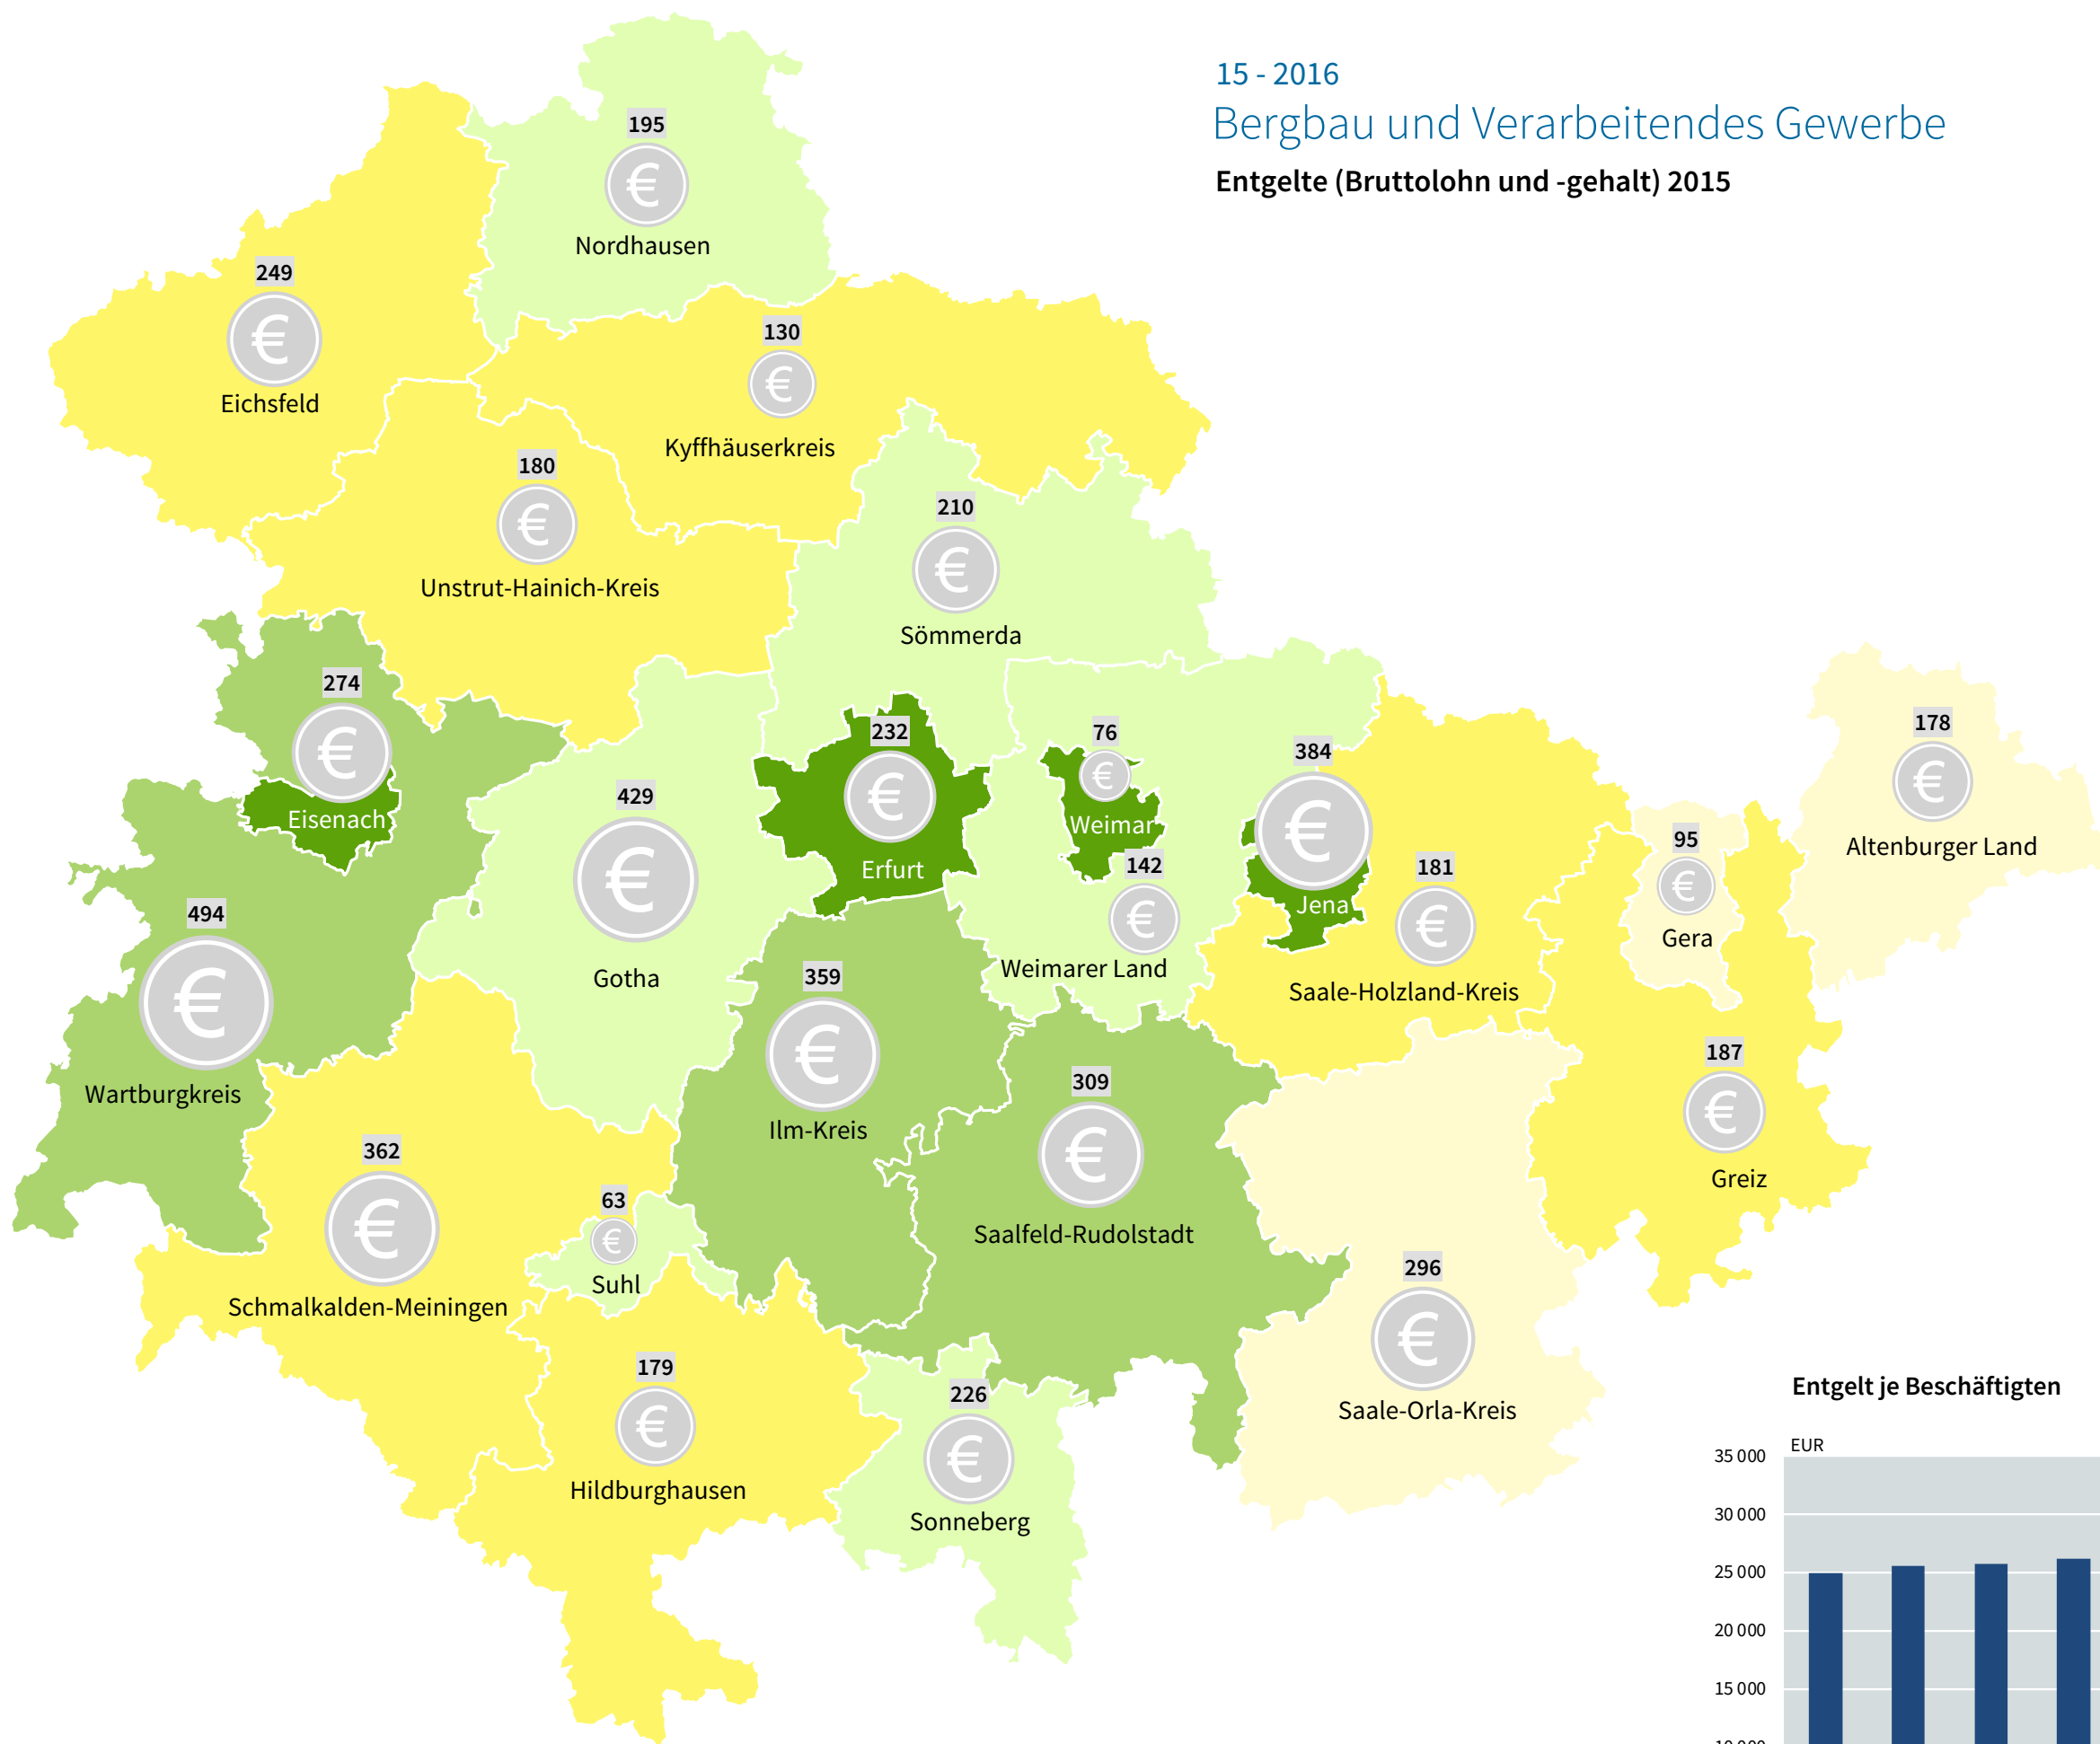 15 - 2016
Bergbau und Verarbeitendes Gewerbe
Entgelte (Bruttolohn und -gehalt) 2015
195
€
Nordhausen
249
€
Eichsfeld
130
€
Kyffhäuserkreis
180
€
Unstrut-Hainich-Kreis
210
€
Sömmerda
274
€
Eisenach
232
€
Erfurt
76
€
Weimar
384
€
Jena
178
€
Altenburger Land
429
€
Gotha
142
€
Weimarer Land
181
€
Saale-Holzland-Kreis
95
€
Gera
494
€
Wartburgkreis
359
€
Ilm-Kreis
309
€
Saalfeld-Rudolstadt
187
€
Greiz
362
€
Schmalkalden-Meiningen
63
€
Suhl
296
€
Saale-Orla-Kreis
179
€
Hildburghausen
226
€
Sonneberg
Entgelt je Beschäftigten
EUR
35 000
30 000
25 000
20 000
15 000